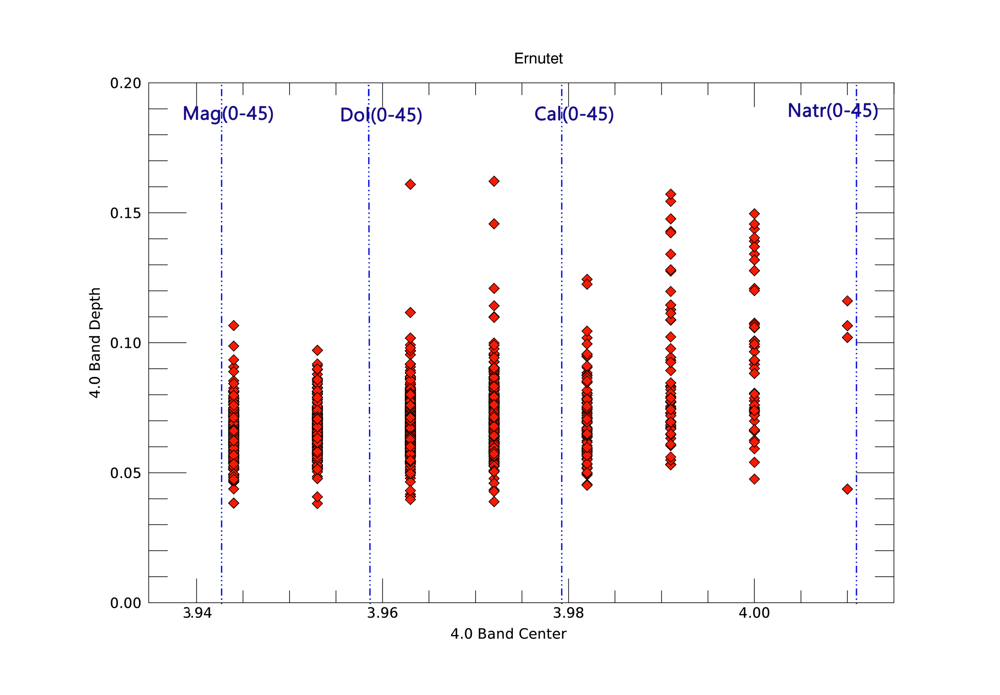 Ernutet
0.20
Mag(0-45)
Dol(0-45)
Cal(0-45)
Natr(0-45)
0.15
0.10
0.05
0.00
4.0 Band Depth
3.94
3.96
3.98
4.00
4.0 Band Center